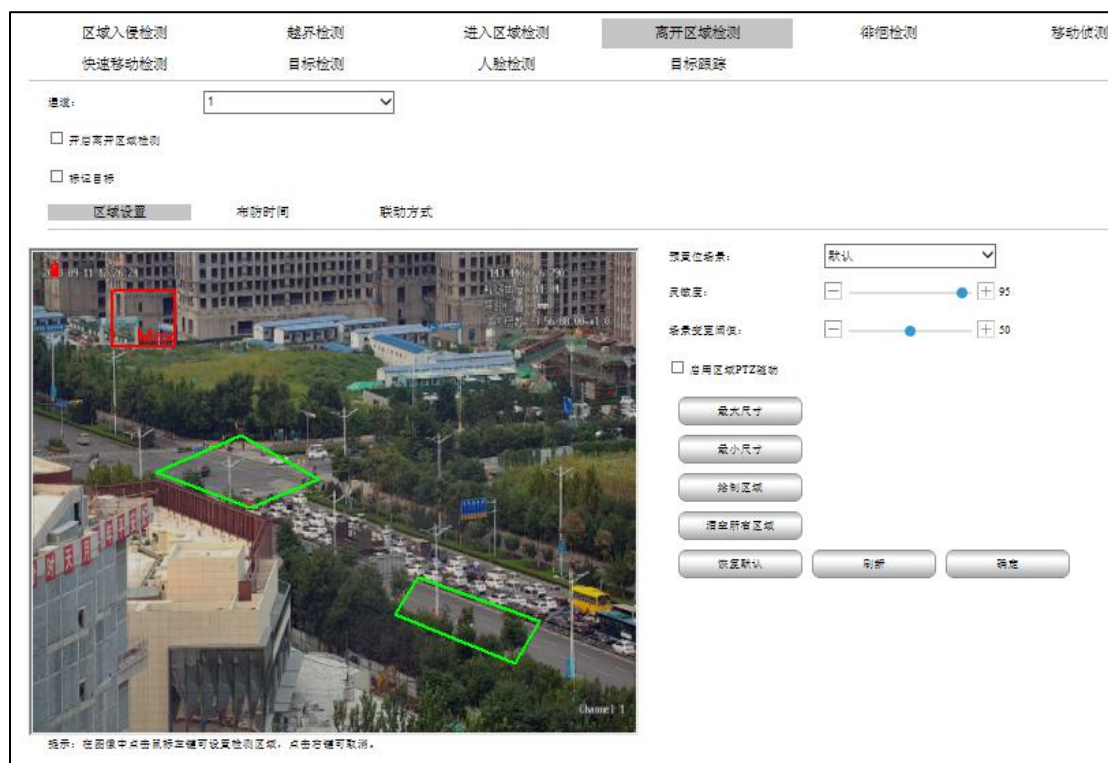 区域入侵检测 越界检测 进入区域检测 离开区域检测 徘徊检测 移动侦测
快速移动检测 目标检测 人脸检测 目标跟踪
通道: 1
开启离开区域检测
标记目标
区域设置 布防时间 联动方式
预置位场景: 默认
灵敏度: 95
场景变更阈值: 50
启用区域PTZ联动
最大尺寸
最小尺寸
绘制区域
清空所有区域
恢复默认 刷新 确定
Max
Channel 1
提示: 在图像中点击鼠标左键可设置检测区域，点击右键可取消。